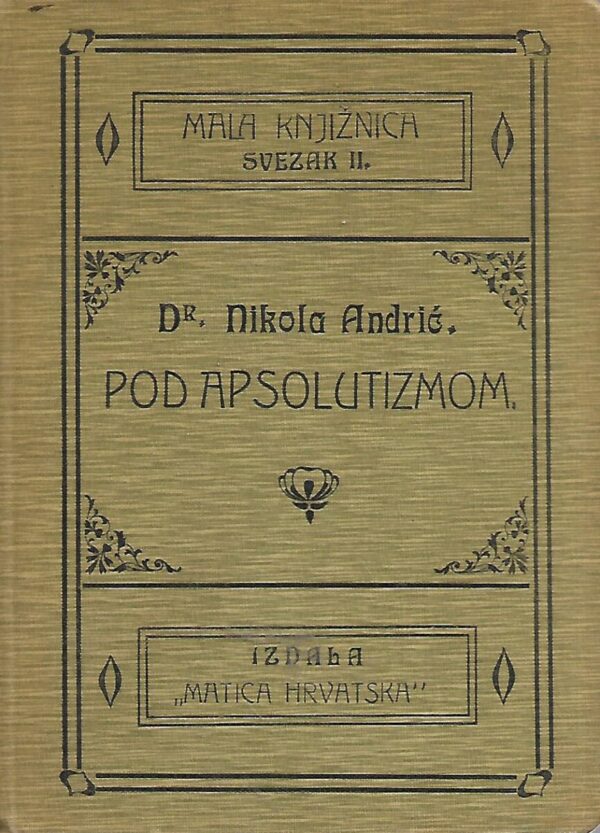 MALA KNJIŽNICA
SVEZAK II.
DR. Nikola Andrić.
POD APSOLUTIZMOM.
IZDALA
„MATICA HRVATSKA“